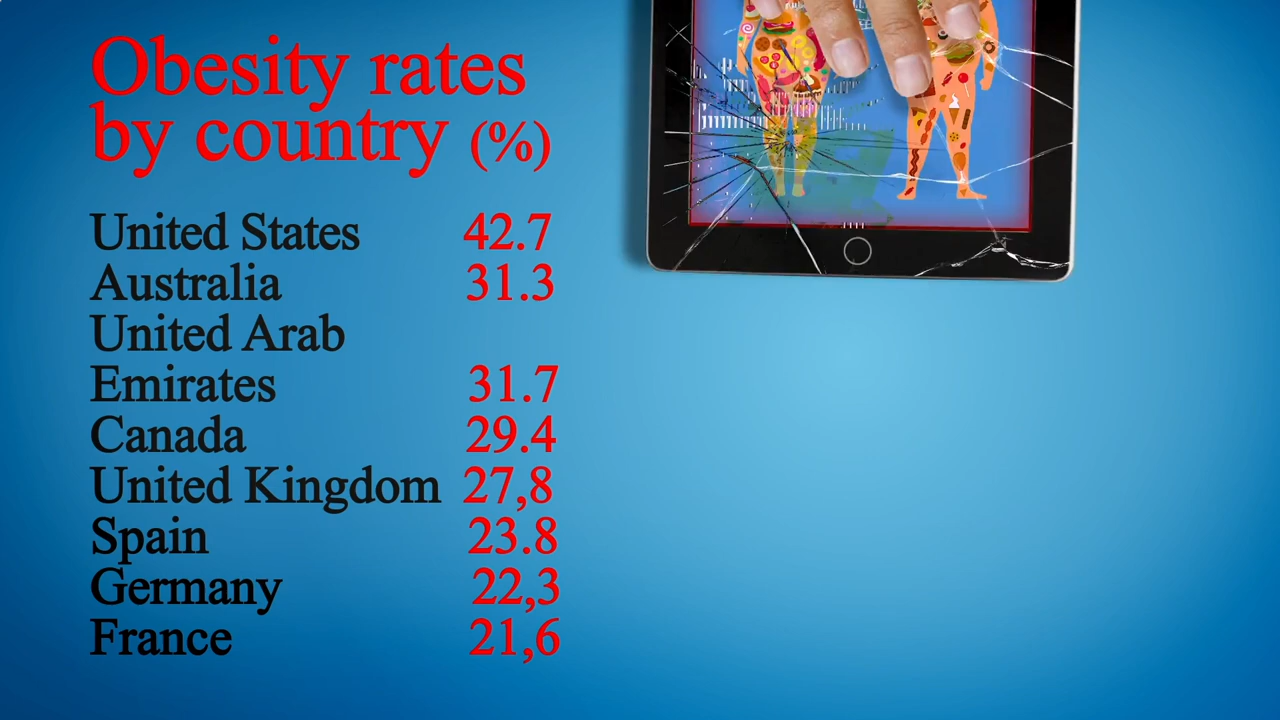 Obesity rates
by country (%)
United States 42.7
Australia 31.3
United Arab
Emirates 31.7
Canada 29.4
United Kingdom 27,8
Spain 23.8
Germany 22,3
France 21,6